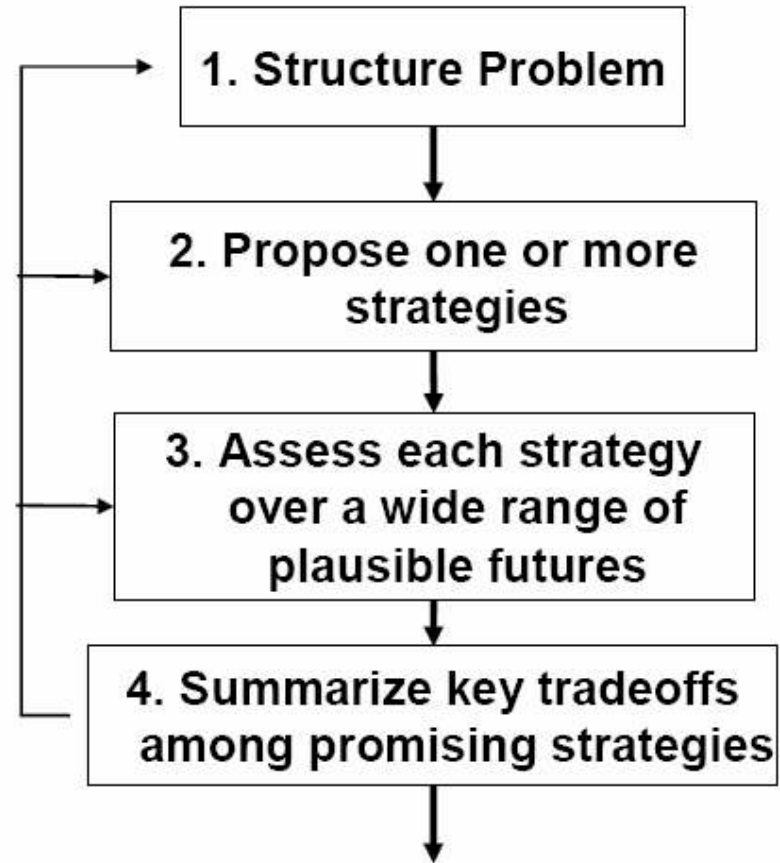 1. Structure Problem
2. Propose one or more
strategies
3. Assess each strategy
over a wide range of
plausible futures
4. Summarize key tradeoffs
among promising strategies